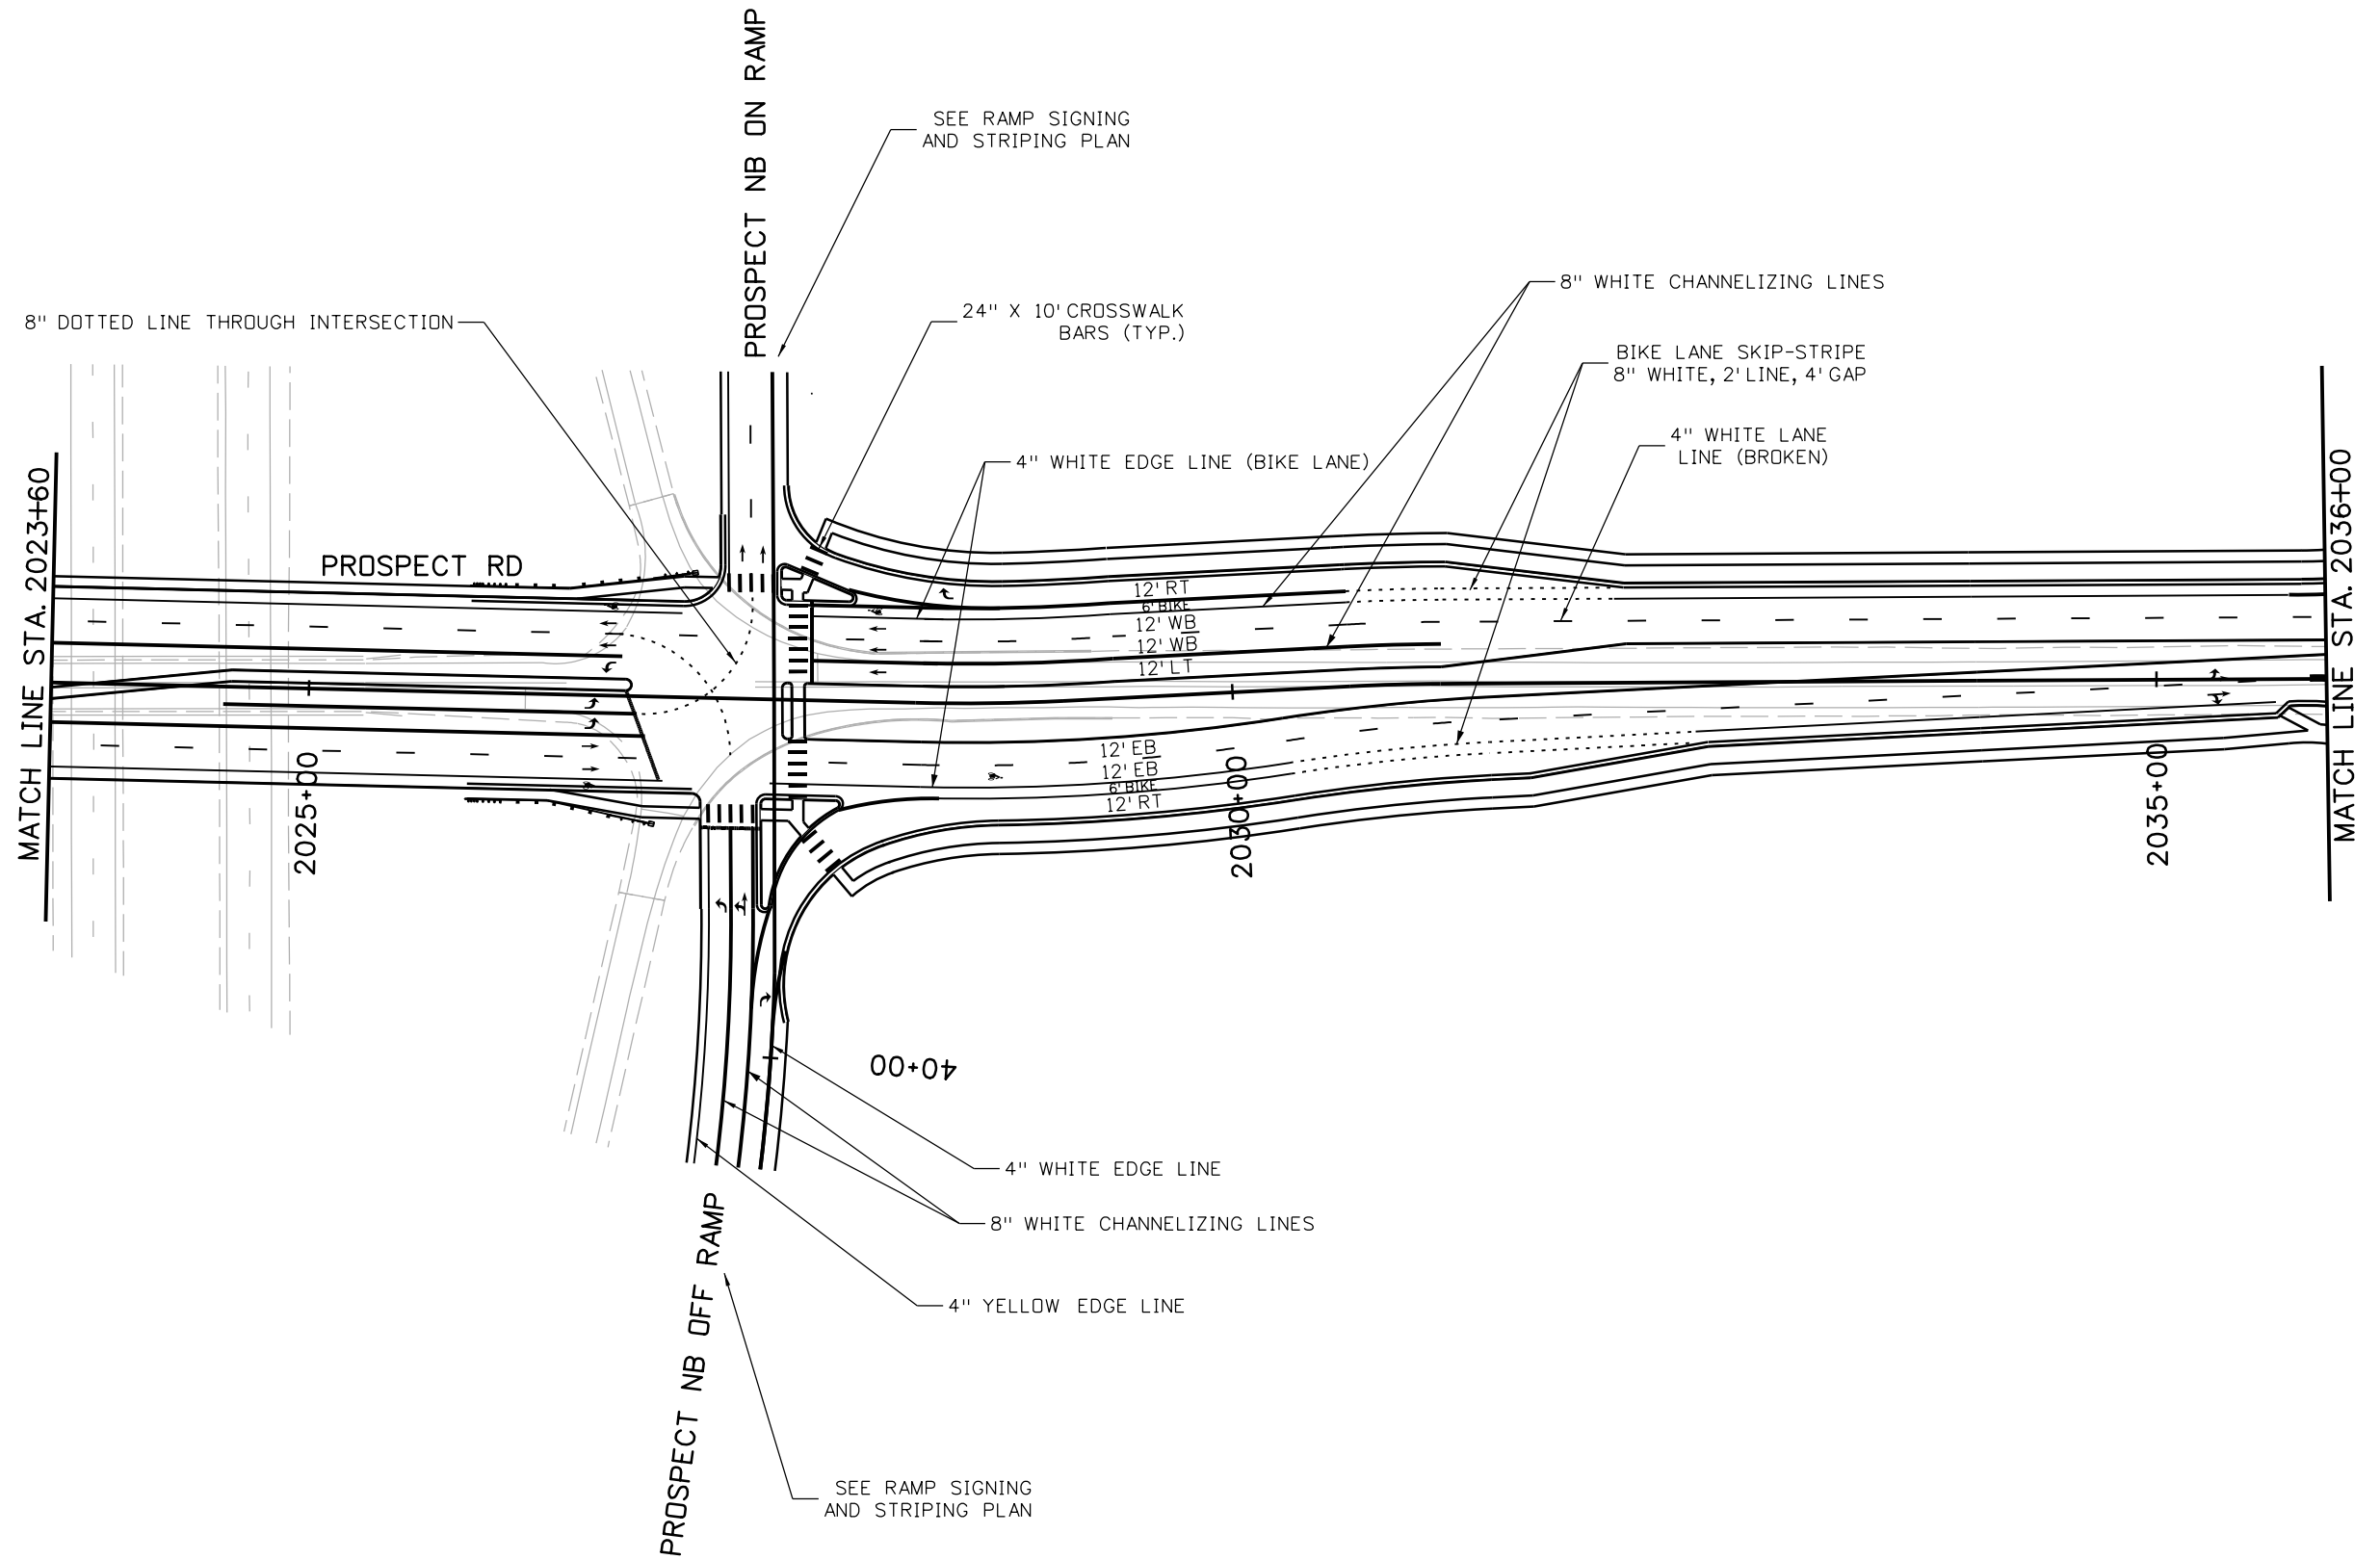 PROSPECT NB ON RAMP
SEE RAMP SIGNING
AND STRIPING PLAN
8" WHITE CHANNELIZING LINES
24" X 10' CROSSWALK
BARS (TYP.)
8" DOTTED LINE THROUGH INTERSECTION
BIKE LANE SKIP-STRIPE
8" WHITE, 2' LINE, 4' GAP
4" WHITE LANE
LINE (BROKEN)
4" WHITE EDGE LINE (BIKE LANE)
MATCH LINE STA. 2023+60
PROSPECT RD
MATCH LINE STA. 2036+00
12' RT
6' BIKE
12' WB
12' WB
12' LT
12' EB
12' EB
6' BIKE
12' RT
2025+00
2030+00
2035+00
40+00
4" WHITE EDGE LINE
8" WHITE CHANNELIZING LINES
4" YELLOW EDGE LINE
PROSPECT NB OFF RAMP
SEE RAMP SIGNING
AND STRIPING PLAN